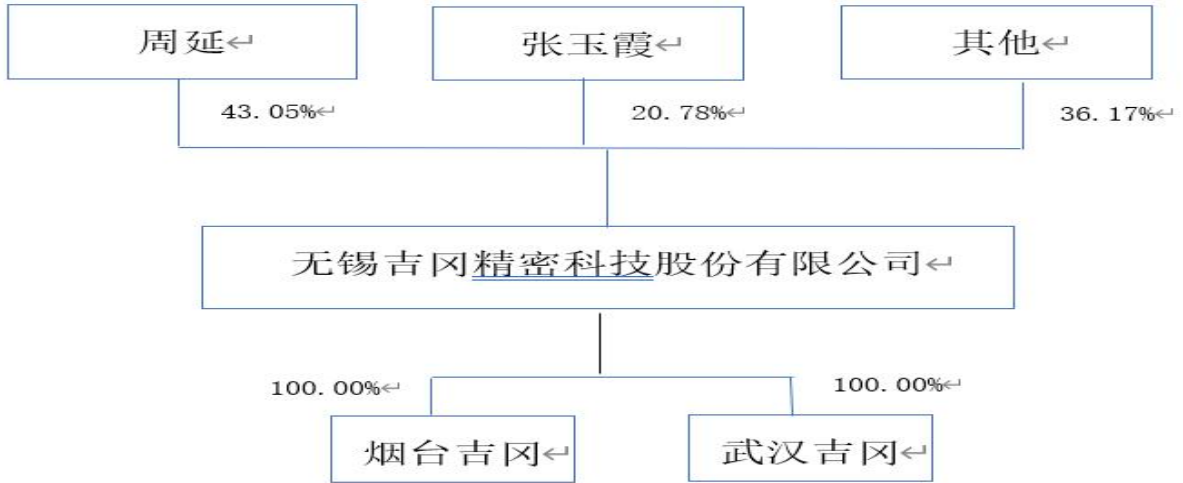 周延↵
张玉霞↵
其他↵
43.05%↵
20.78%↵
36.17%↵
无锡吉冈精密科技股份有限公司↵
100.00%↵
100.00%↵
烟台吉冈↵
武汉吉冈↵